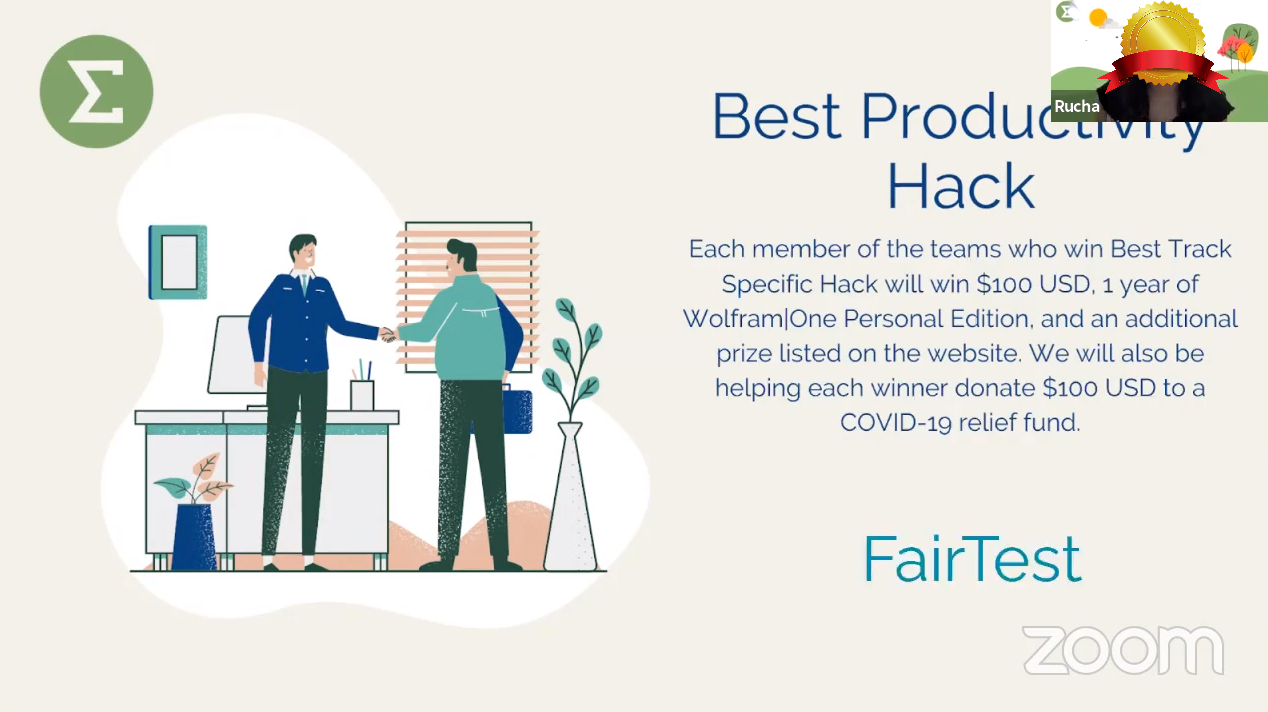 Rucha
Best Productivity
Hack
Each member of the teams who win Best Track
Specific Hack will win $100 USD, 1 year of
Wolfram|One Personal Edition, and an additional
prize listed on the website. We will also be
helping each winner donate $100 USD to a
COVID-19 relief fund.
FairTest
zoom
Σ